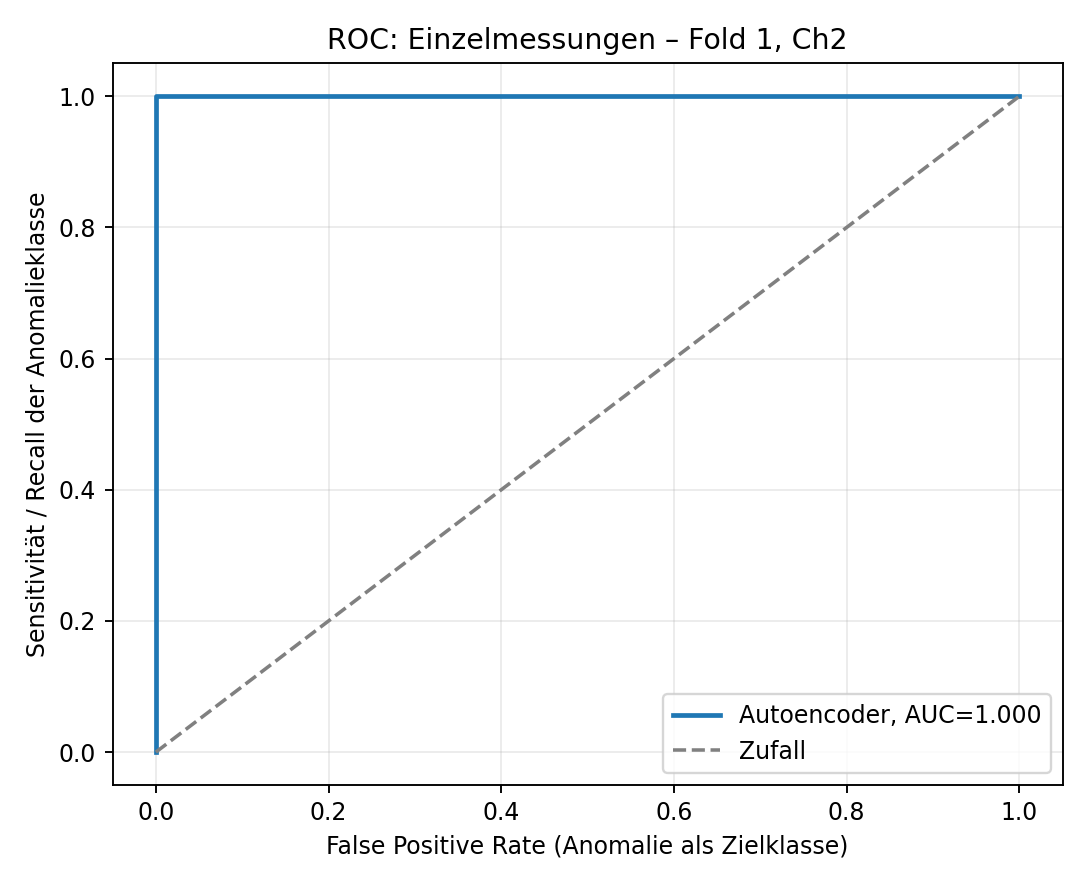 ROC: Einzelmessungen – Fold 1, Ch2
Sensitivität / Recall der Anomalieklasse
1.0
0.8
0.6
0.4
0.2
0.0
Autoencoder, AUC=1.000
Zufall
0.0 0.2 0.4 0.6 0.8 1.0
False Positive Rate (Anomalie als Zielklasse)